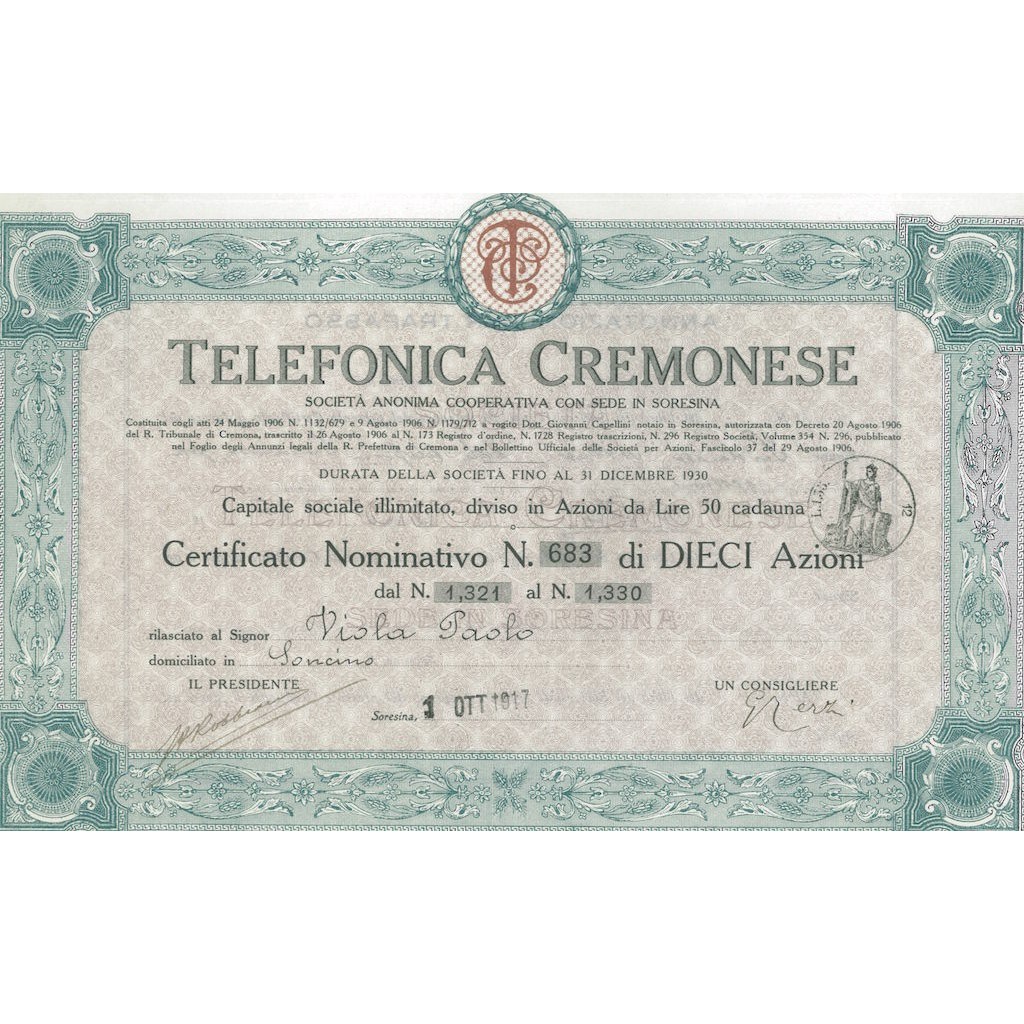 TC
TELEFONICA CREMONESE
SOCIETÀ ANONIMA COOPERATIVA CON SEDE IN SORESINA
Costituita cogli atti 24 Maggio 1906 N. 1132/679 e 9 Agosto 1906 N. 1179/712 a rogito Dott. Giovanni Capellini notaio in Soresina, autorizzata con Decreto 20 Agosto 1906
del R. Tribunale di Cremona, trascritto il 26 Agosto 1906 al N. 173 Registro d'ordine, N. 1728 Registro trascrizioni, N. 296 Registro Società, Volume 354 N. 296, pubblicato
nel Foglio degli Annunzi legali della R. Prefettura di Cremona e nel Bollettino Ufficiale delle Società per Azioni, Fascicolo 37 del 29 Agosto 1906.
DURATA DELLA SOCIETÀ FINO AL 31 DICEMBRE 1930
Capitale sociale illimitato, diviso in Azioni da Lire 50 cadauna
Certificato Nominativo N. 683 di DIECI Azioni
dal N. 1,321 al N. 1,330
rilasciato al Signor Viola Paolo
domiciliato in Soncino
IL PRESIDENTE
UN CONSIGLIERE
Soresina, 1 OTT 1917